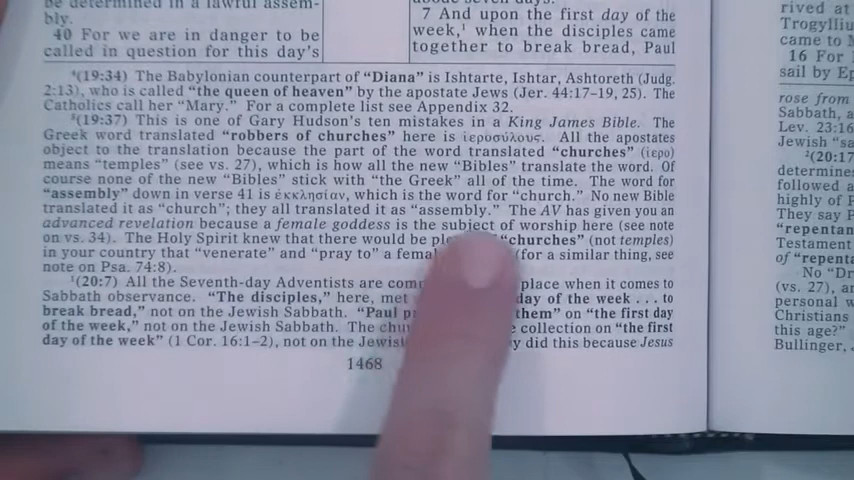 be determined in a lawful assem-
bly.
40 For we are in danger to be
called in question for this day's
7 And upon the first day of the
week,¹ when the disciples came
together to break bread, Paul
⁴(19:34) The Babylonian counterpart of "Diana" is Ishtarte, Ishtar, Ashtoreth (Judg.
2:13), who is called "the queen of heaven" by the apostate Jews (Jer. 44:17–19, 25). The
Catholics call her "Mary." For a complete list see Appendix 32.
⁵(19:37) This is one of Gary Hudson's ten mistakes in a King James Bible. The
Greek word translated "robbers of churches" here is ἱεροσύλους. All the apostates
object to the translation because the part of the word translated "churches" (ἱερο)
means "temples" (see vs. 27), which is how all the new "Bibles" translate the word. Of
course none of the new "Bibles" stick with "the Greek" all of the time. The word for
"assembly" down in verse 41 is ἐκκλησίαν, which is the word for "church." No new Bible
translated it as "church"; they all translated it as "assembly." The AV has given you an
advanced revelation because a female goddess is the subject of worship here (see note
on vs. 34). The Holy Spirit knew that there would be "churches" (not temples)
in your country that "venerate" and "pray to" a (for a similar thing, see
note on Psa. 74:8).
¹(20:7) All the Seventh-day Adventists are place when it comes to
Sabbath observance. "The disciples," here, met day of the week . . . to
break bread," not on the Jewish Sabbath. "Paul them" on "the first day
of the week," not on the Jewish Sabbath. The collection on "the first
day of the week" (1 Cor. 16:1–2), not on the did this because Jesus
1468
rived at
Trogylliu
came to
16 For
sail by
rose from
Sabbath,
Lev. 23:16
Jewish
²(20:17
determine
followed
highly of
They say
"repentan
Testament
of "repenta
No
(vs. 27),
personal
Christians
this age?"
Bullinger,